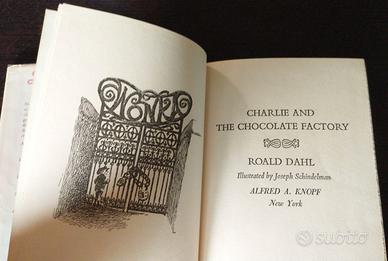 WONKA
CHARLIE AND
THE CHOCOLATE FACTORY
ROALD DAHL
Illustrated by Joseph Schindelman
ALFRED A. KNOPF
New York
subito